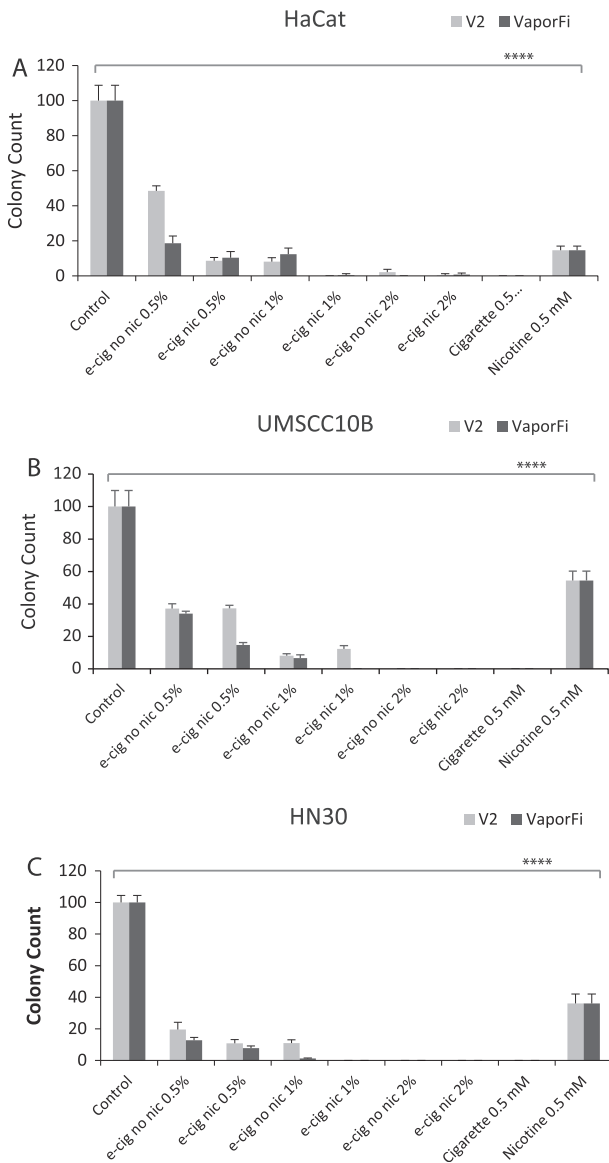 HaCat
V2 VaporFi
A
****
Colony Count
120
100
80
60
40
20
0
Control
e-cig no nic 0.5%
e-cig 0.5%
e-cig no nic 1%
e-cig nic 1%
e-cig no nic 2%
e-cig nic 2%
Cigarette 0.5...
Nicotine 0.5 mM
UMSCC10B
V2 VaporFi
B
****
Colony Count
120
100
80
60
40
20
0
Control
e-cig no nic 0.5%
e-cig nic 0.5%
e-cig no nic 1%
e-cig nic 1%
e-cig no nic 2%
e-cig nic 2%
Cigarette 0.5 mM
Nicotine 0.5 mM
HN30
V2 VaporFi
C
****
Colony Count
120
100
80
60
40
20
0
Control
e-cig no nic 0.5%
e-cig nic 0.5%
e-cig no nic 1%
e-cig nic 1%
e-cig no nic 2%
e-cig nic 2%
Cigarette 0.5 mM
Nicotine 0.5 mM